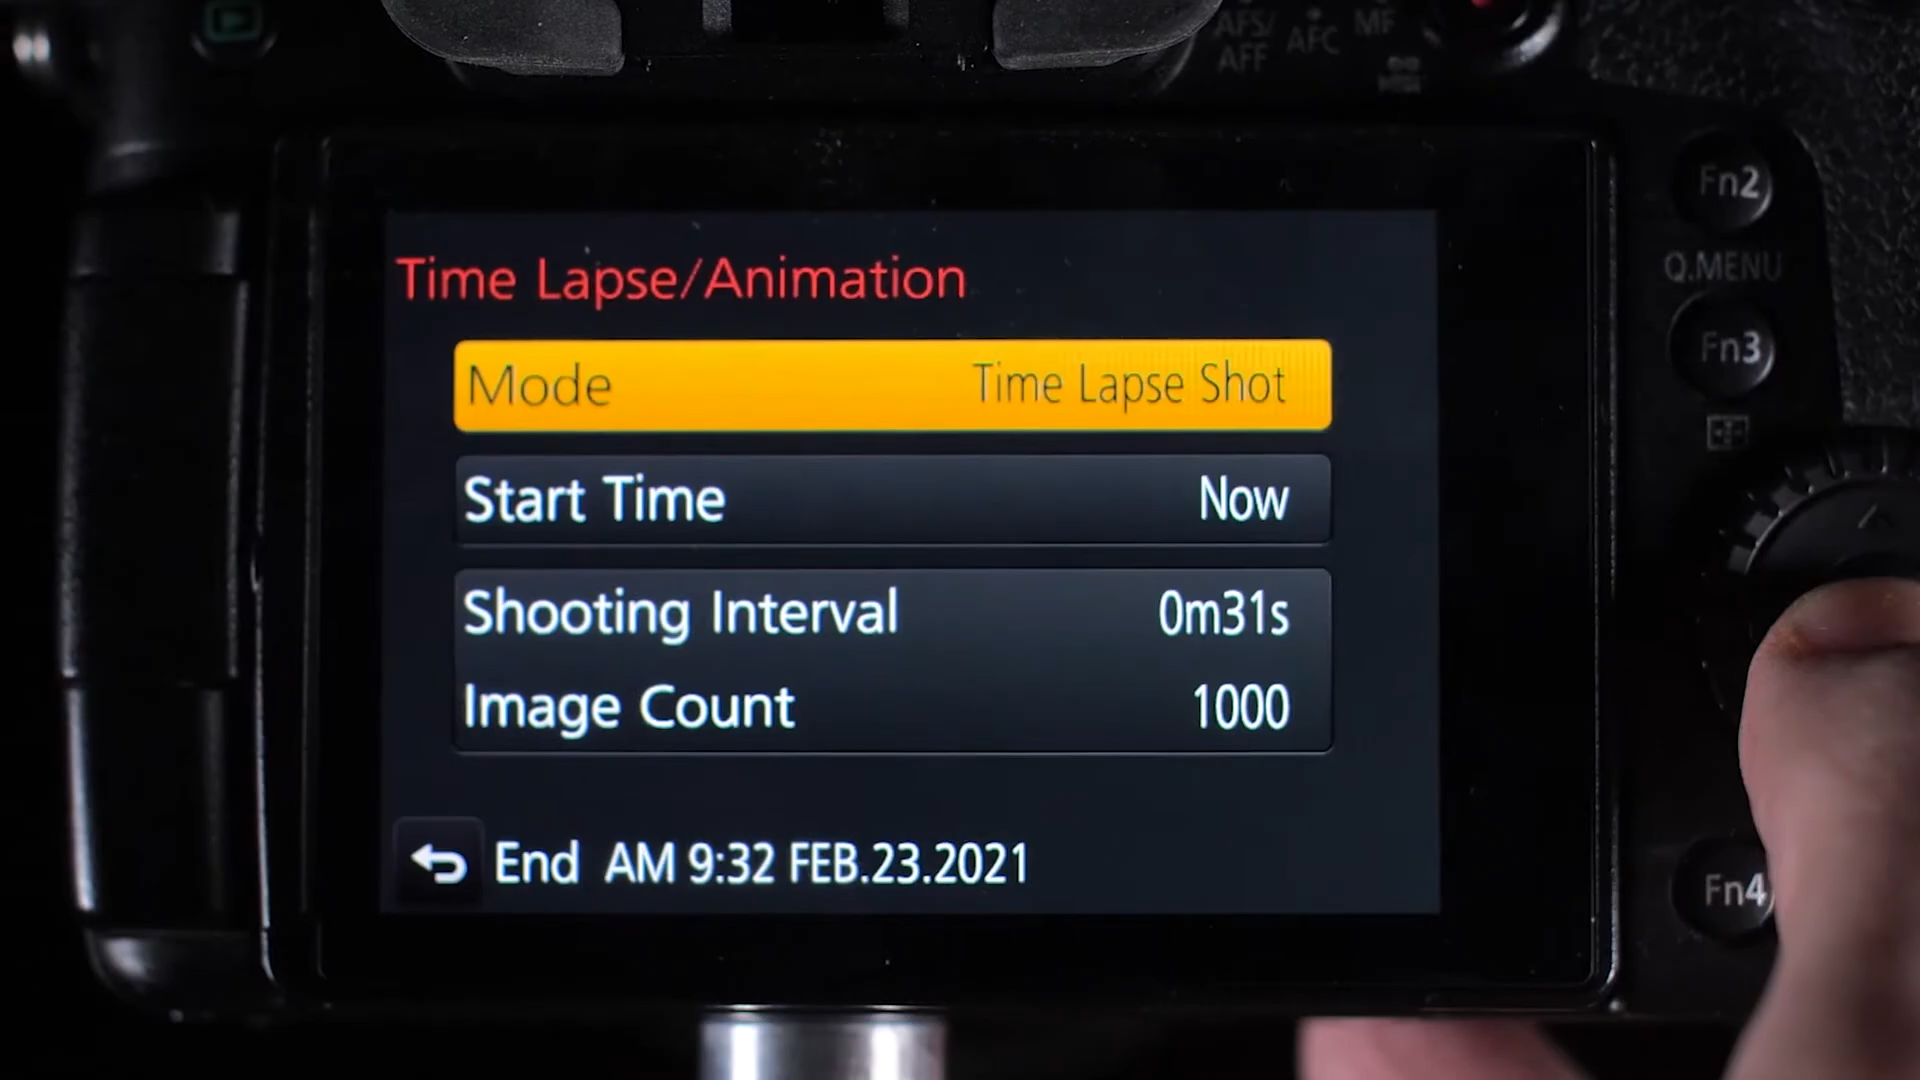 AFS/
AFF
AFC
MF
Fn2
Q.MENU
Fn3
Time Lapse/Animation
Mode Time Lapse Shot
Start Time Now
Shooting Interval 0m31s
Image Count 1000
End AM 9:32 FEB.23.2021
Fn4